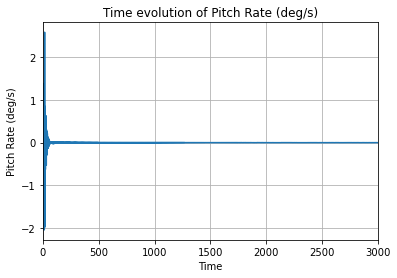 Time evolution of Pitch Rate (deg/s)
Pitch Rate (deg/s)
2
1
0
−1
−2
0 500 1000 1500 2000 2500 3000
Time